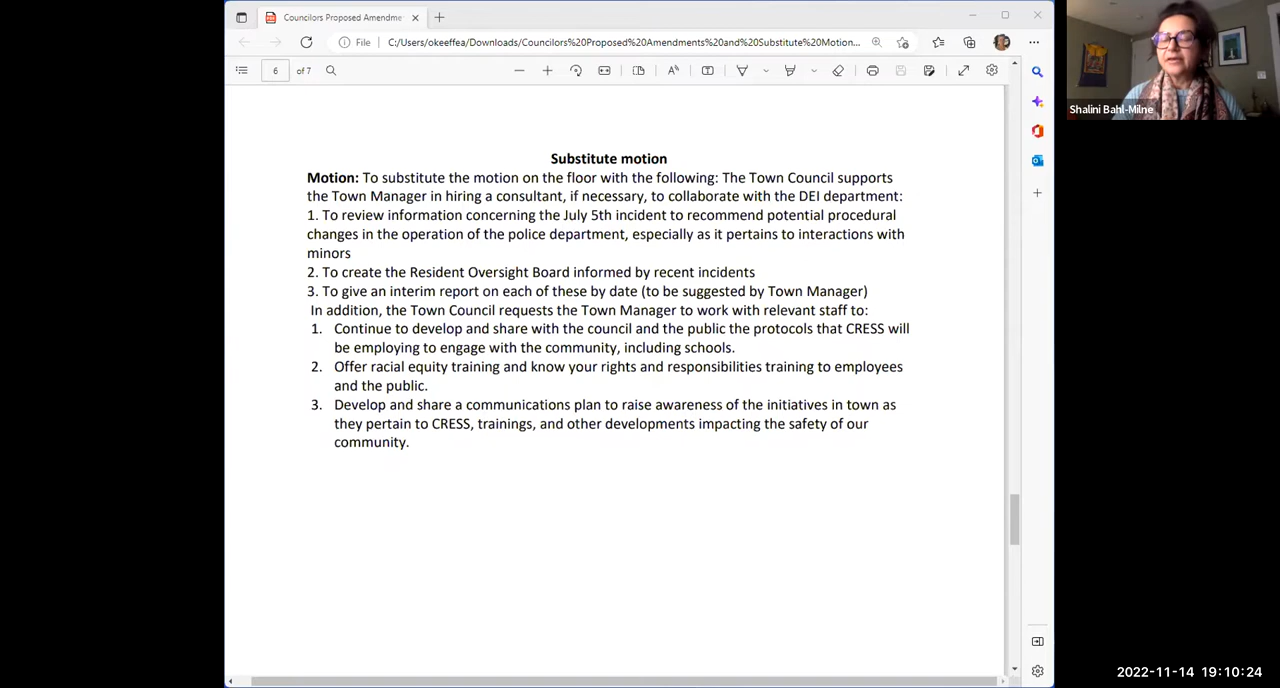 Councilors Proposed Amendme
File
C:/Users/okeeffea/Downloads/Councilors%20Proposed%20Amendments%20and%20Substitute%20Motion...
6 of 7
Shalini Bahl-Milne
Substitute motion
Motion: To substitute the motion on the floor with the following: The Town Council supports
the Town Manager in hiring a consultant, if necessary, to collaborate with the DEI department:
1. To review information concerning the July 5th incident to recommend potential procedural
changes in the operation of the police department, especially as it pertains to interactions with
minors
2. To create the Resident Oversight Board informed by recent incidents
3. To give an interim report on each of these by date (to be suggested by Town Manager)
In addition, the Town Council requests the Town Manager to work with relevant staff to:
1. Continue to develop and share with the council and the public the protocols that CRESS will
be employing to engage with the community, including schools.
2. Offer racial equity training and know your rights and responsibilities training to employees
and the public.
3. Develop and share a communications plan to raise awareness of the initiatives in town as
they pertain to CRESS, trainings, and other developments impacting the safety of our
community.
2022-11-14 19:10:24